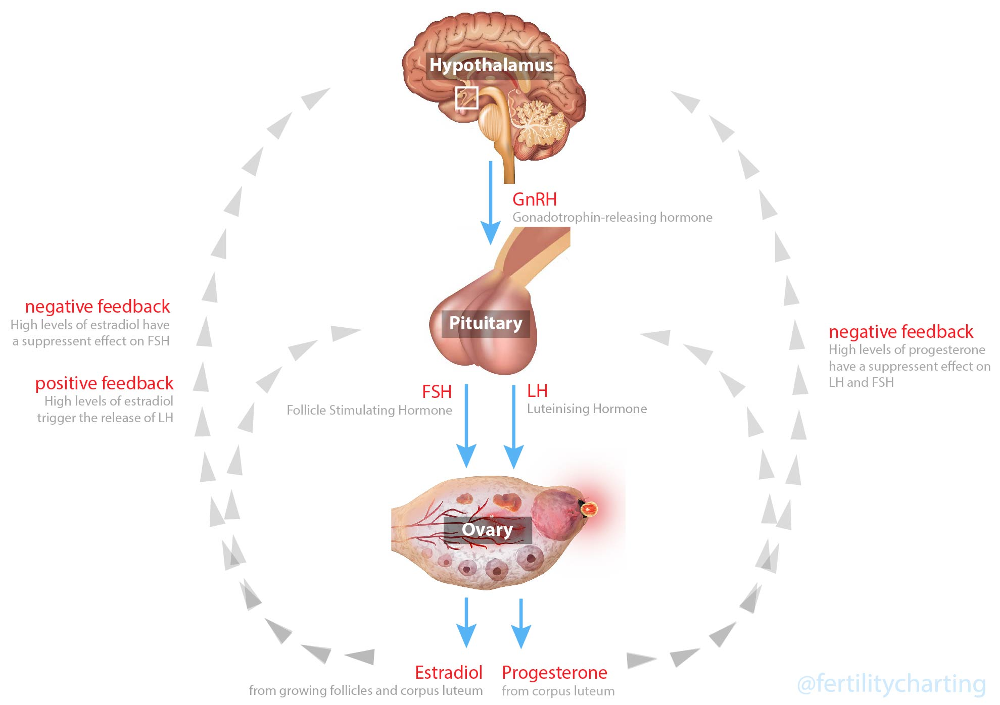 Hypothalamus
GnRH
Gonadotrophin-releasing hormone
negative feedback
High levels of estradiol have
a suppressent effect on FSH
positive feedback
High levels of estradiol
trigger the release of LH
Pituitary
negative feedback
High levels of progesterone
have a suppressent effect on
LH and FSH
FSH
Follicle Stimulating Hormone
LH
Luteinising Hormone
Ovary
Estradiol
from growing follicles and corpus luteum
Progesterone
from corpus luteum
@fertilitycharting